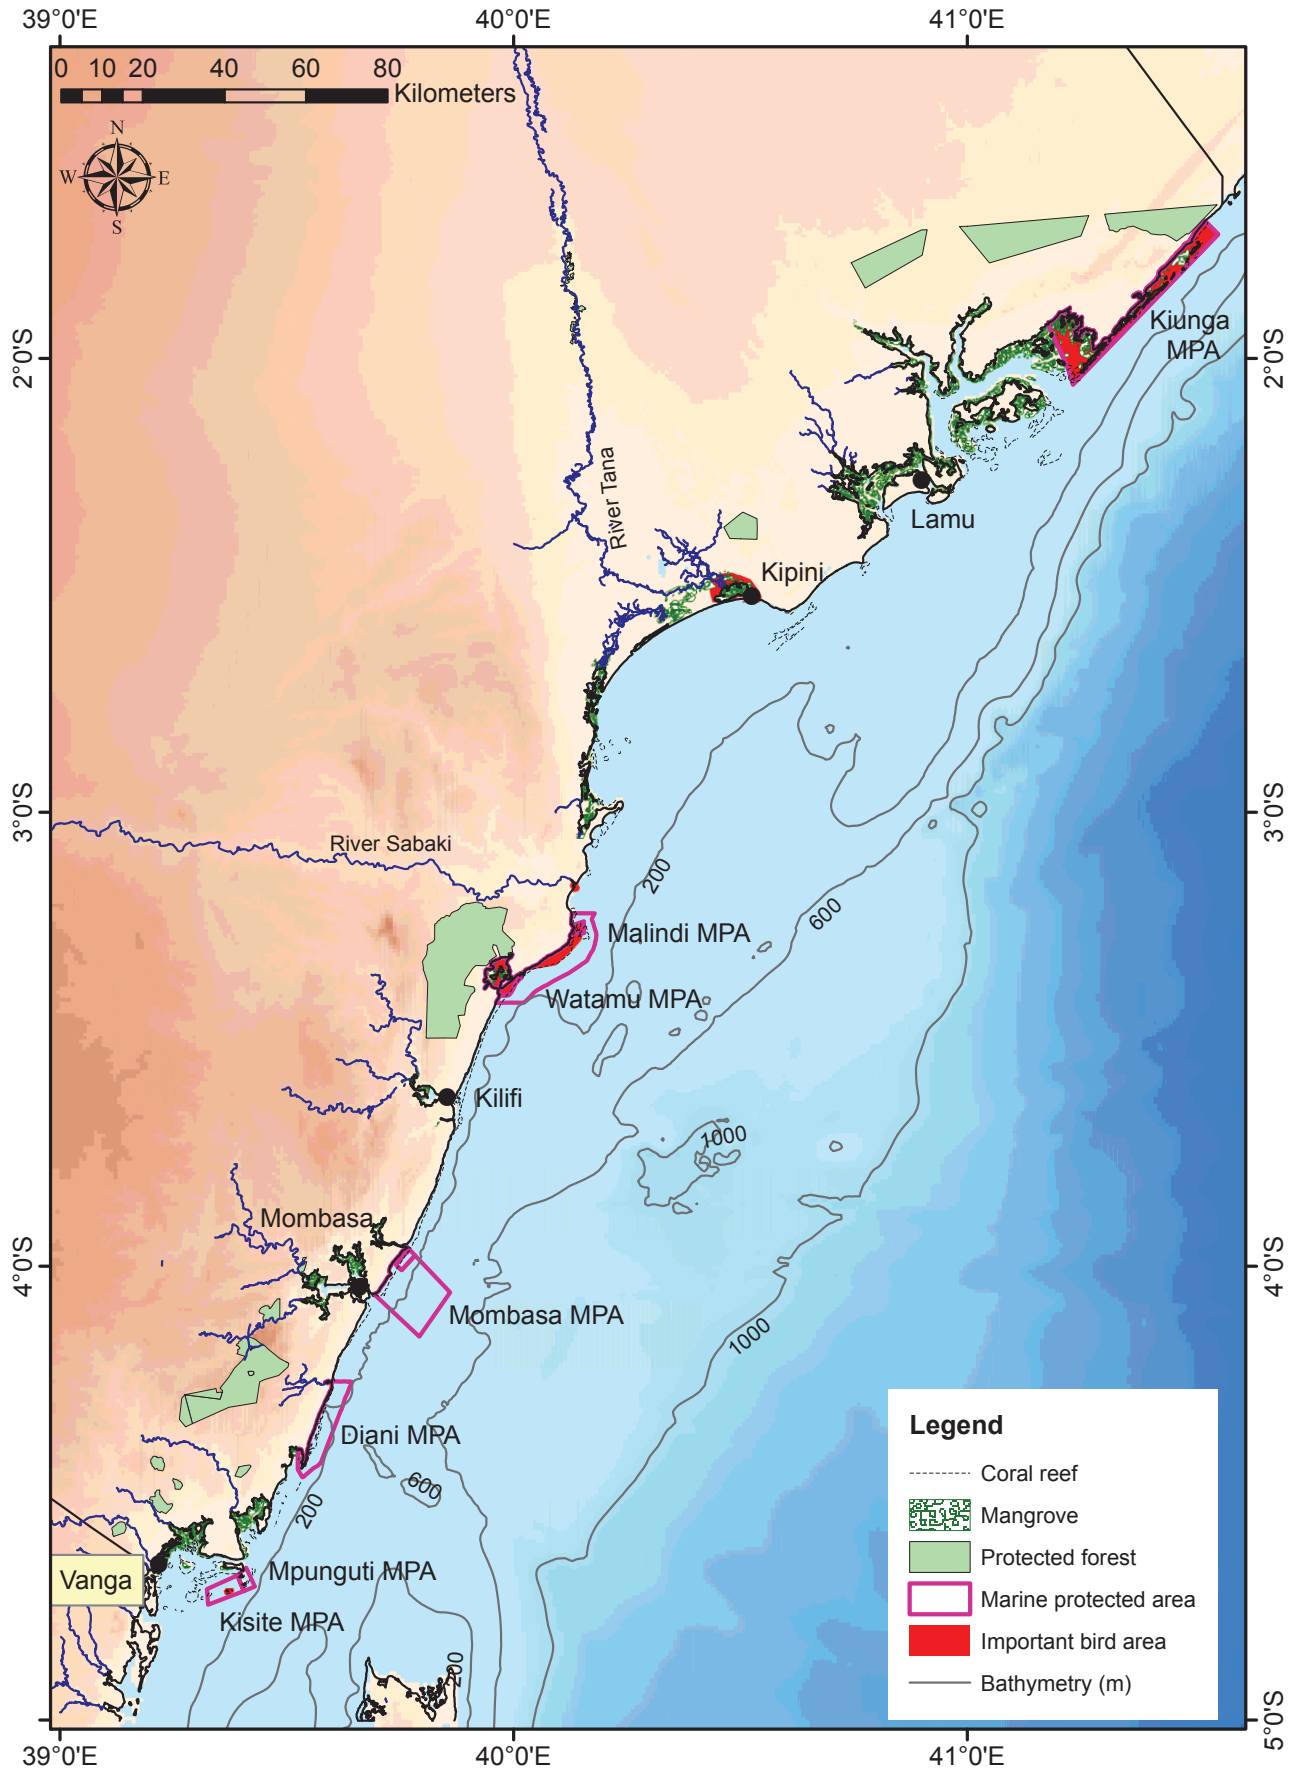 39°0'E
40°0'E
41°0'E
0 10 20 40 60 80
Kilometers
N
W E
S
Kiunga
MPA
2°0'S
2°0'S
River Tana
Lamu
Kipini
3°0'S
3°0'S
River Sabaki
200
600
Malindi MPA
Watamu MPA
Kilifi
1000
Mombasa
4°0'S
4°0'S
Mombasa MPA
1000
Diani MPA
600
200
Vanga
Mpunguti MPA
Kisite MPA
200
Legend
Coral reef
Mangrove
Protected forest
Marine protected area
Important bird area
Bathymetry (m)
5°0'S
39°0'E
40°0'E
41°0'E